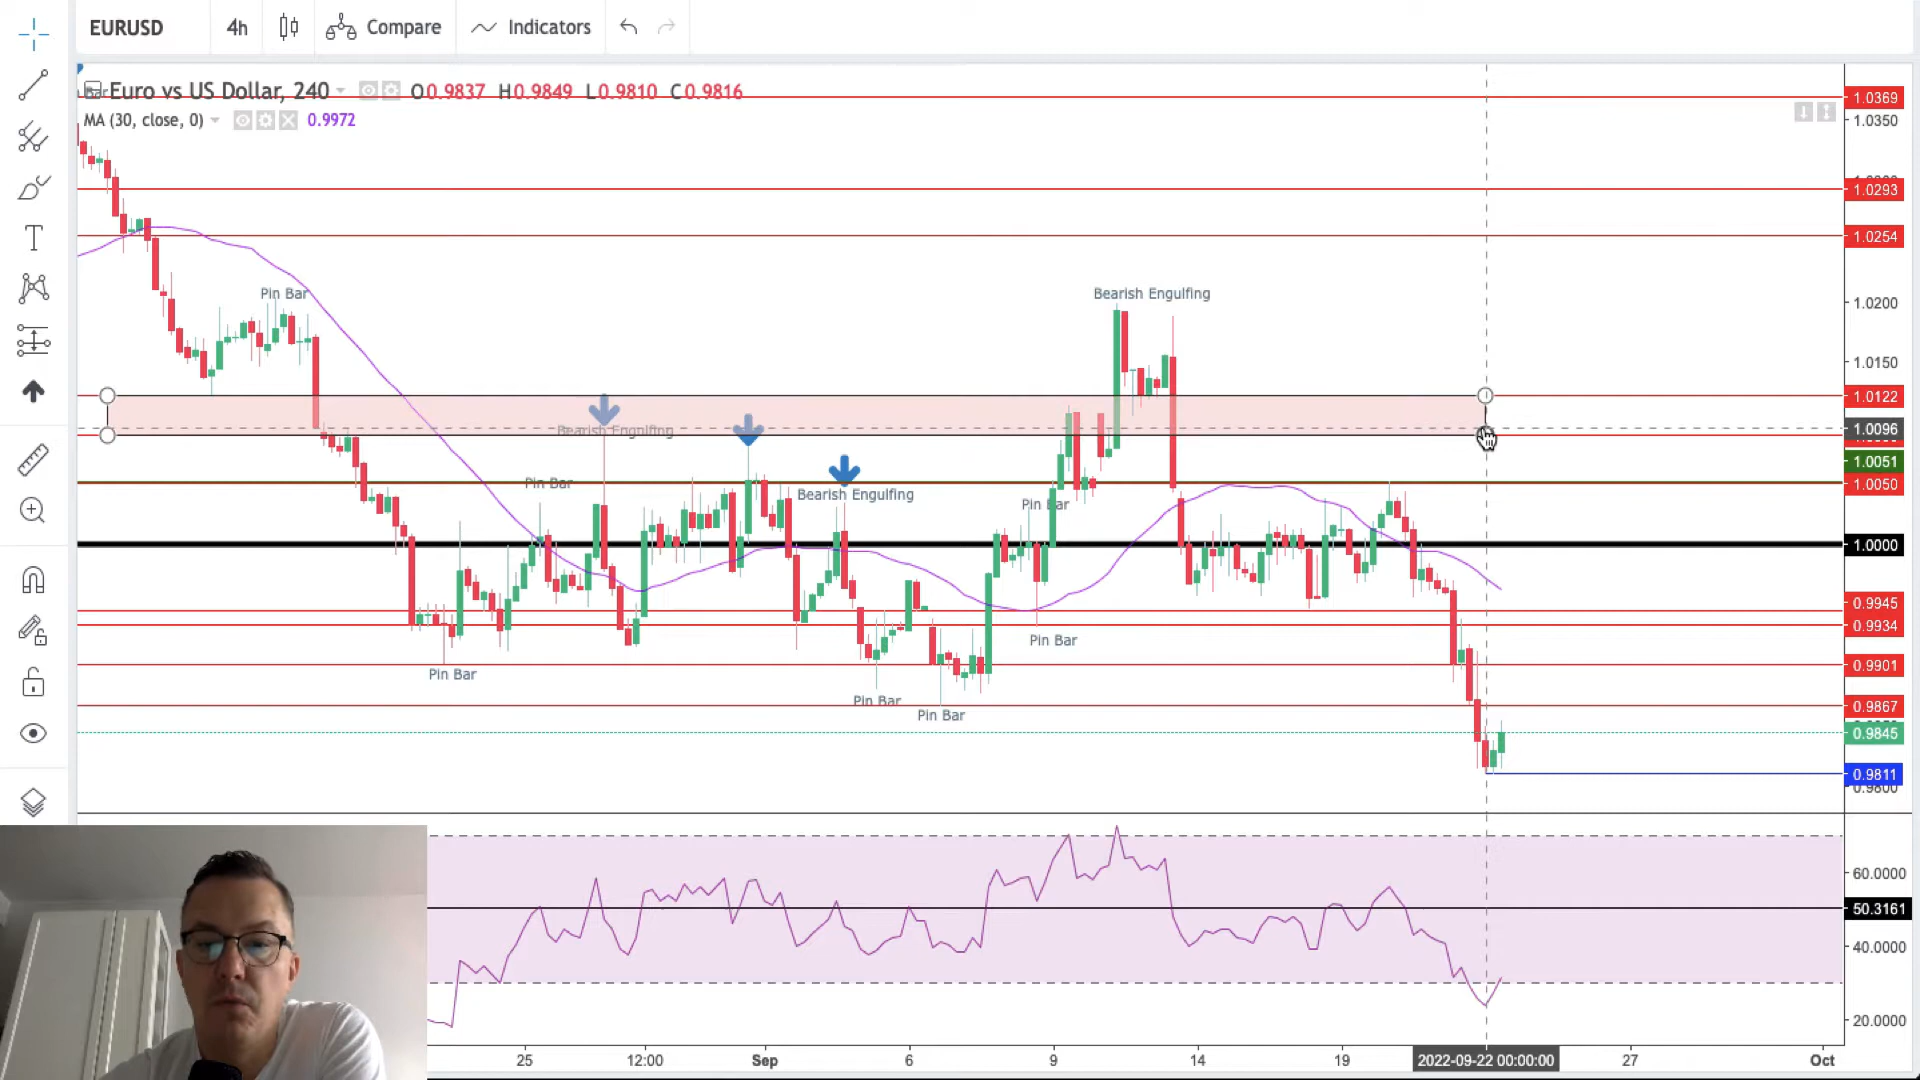 EURUSD 4h Compare Indicators
Euro vs US Dollar, 240 O0.9837 H0.9849 L0.9810 C0.9816
MA (30, close, 0) 0.9972
1.0369
1.0350
1.0293
1.0254
Pin Bar
Bearish Engulfing
1.0200
1.0150
1.0122
Bearish Engulfing
1.0096
1.0051
Pin Bar
1.0050
Bearish Engulfing
Pin Bar
1.0000
0.9945
0.9934
Pin Bar
0.9901
Pin Bar
Pin Bar
0.9867
Pin Bar
0.9845
0.9811
0.9800
60.0000
50.3161
40.0000
20.0000
25 12:00 Sep 6 9 14 19 2022-09-22 00:00:00 27 Oct